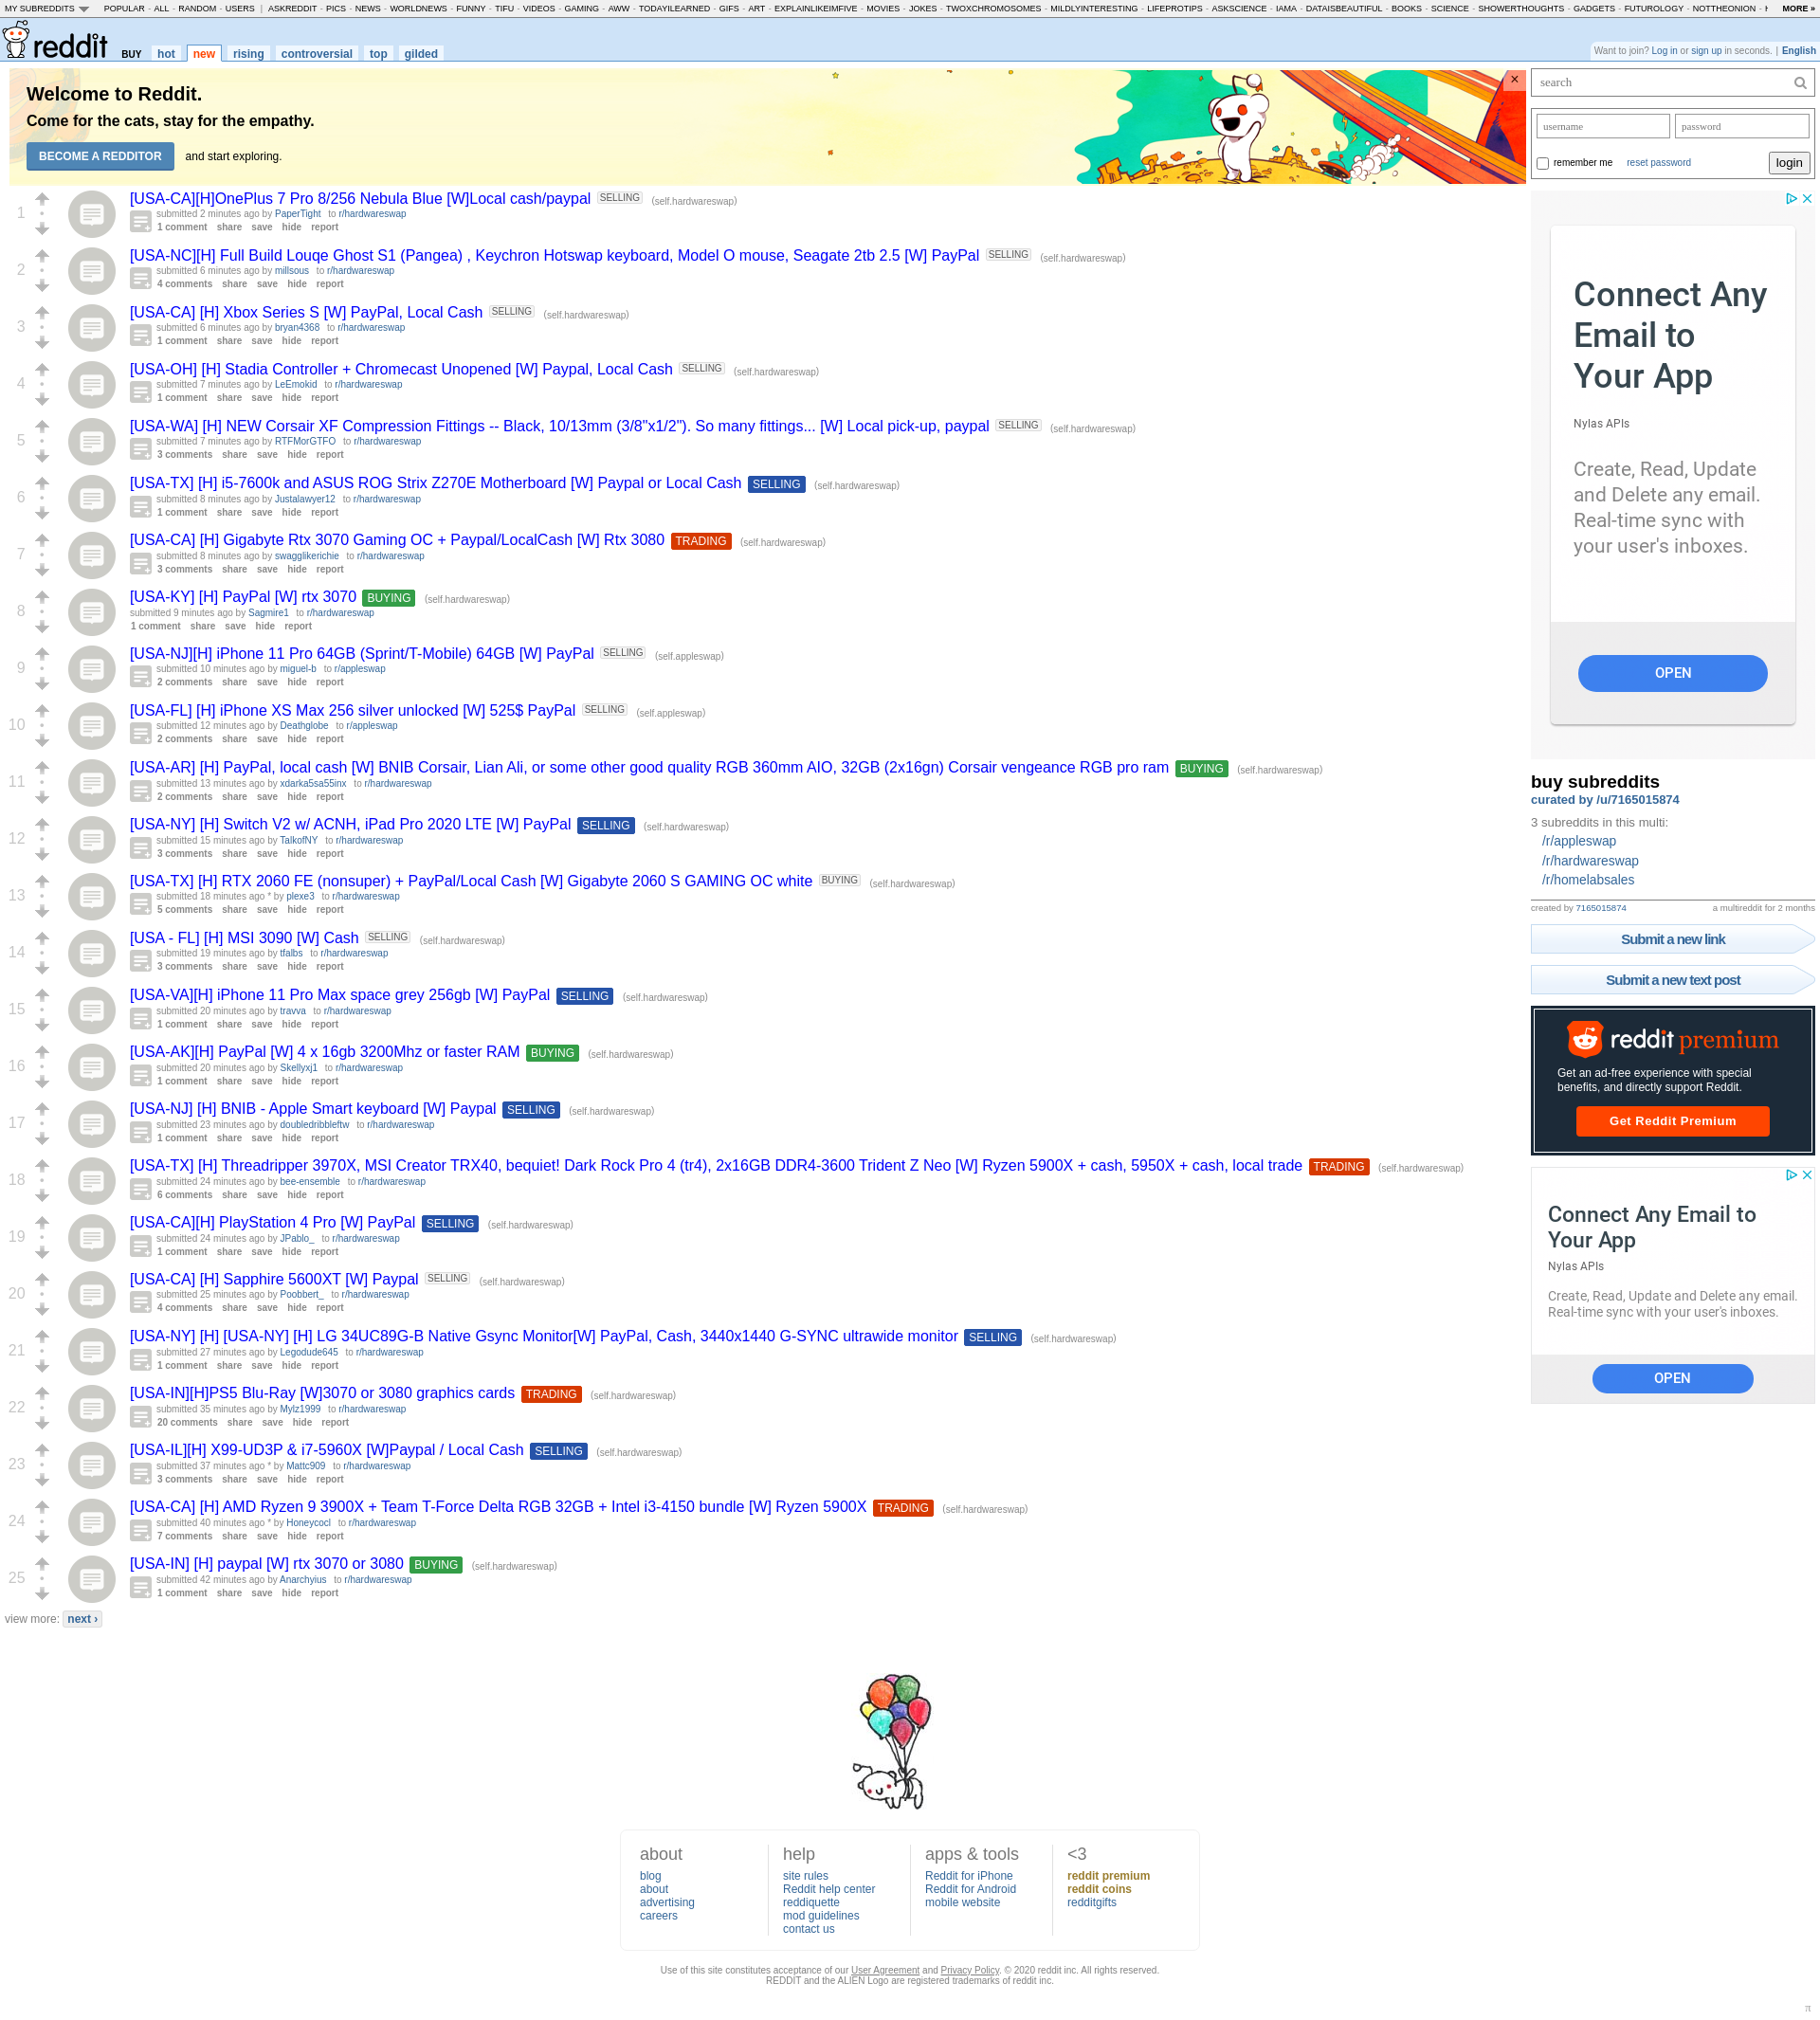 MY SUBREDDITS POPULAR - ALL - RANDOM - USERS | ASKREDDIT - PICS - NEWS - WORLDNEWS - FUNNY - TIFU - VIDEOS - GAMING - AWW - TODAYILEARNED - GIFS - ART - EXPLAINLIKEIMFIVE - MOVIES - JOKES - TWOXCHROMOSOMES - MILDLYINTERESTING - LIFEPROTIPS - ASKSCIENCE - IAMA - DATAISBEAUTIFUL - BOOKS - SCIENCE - SHOWERTHOUGHTS - GADGETS - FUTUROLOGY - NOTTHEONION - MORE »
reddit BUY hot new rising controversial top gilded
Want to join? Log in or sign up in seconds. | English
Welcome to Reddit.
Come for the cats, stay for the empathy.
BECOME A REDDITOR and start exploring.
1
[USA-CA][H]OnePlus 7 Pro 8/256 Nebula Blue [W]Local cash/paypal SELLING (self.hardwareswap)
submitted 2 minutes ago by PaperTight to r/hardwareswap
1 comment share save hide report
2
[USA-NC][H] Full Build Louqe Ghost S1 (Pangea) , Keychron Hotswap keyboard, Model O mouse, Seagate 2tb 2.5 [W] PayPal SELLING (self.hardwareswap)
submitted 6 minutes ago by millsous to r/hardwareswap
4 comments share save hide report
3
[USA-CA] [H] Xbox Series S [W] PayPal, Local Cash SELLING (self.hardwareswap)
submitted 6 minutes ago by bryan4368 to r/hardwareswap
1 comment share save hide report
4
[USA-OH] [H] Stadia Controller + Chromecast Unopened [W] Paypal, Local Cash SELLING (self.hardwareswap)
submitted 7 minutes ago by LeEmokid to r/hardwareswap
1 comment share save hide report
5
[USA-WA] [H] NEW Corsair XF Compression Fittings -- Black, 10/13mm (3/8"x1/2"). So many fittings... [W] Local pick-up, paypal SELLING (self.hardwareswap)
submitted 7 minutes ago by RTFMorGTFO to r/hardwareswap
3 comments share save hide report
6
[USA-TX] [H] i5-7600k and ASUS ROG Strix Z270E Motherboard [W] Paypal or Local Cash SELLING (self.hardwareswap)
submitted 8 minutes ago by Justalawyer12 to r/hardwareswap
1 comment share save hide report
7
[USA-CA] [H] Gigabyte Rtx 3070 Gaming OC + Paypal/LocalCash [W] Rtx 3080 TRADING (self.hardwareswap)
submitted 8 minutes ago by swagglikerichie to r/hardwareswap
3 comments share save hide report
8
[USA-KY] [H] PayPal [W] rtx 3070 BUYING (self.hardwareswap)
submitted 9 minutes ago by Sagmire1 to r/hardwareswap
1 comment share save hide report
9
[USA-NJ][H] iPhone 11 Pro 64GB (Sprint/T-Mobile) 64GB [W] PayPal SELLING (self.appleswap)
submitted 10 minutes ago by miguel-b to r/appleswap
2 comments share save hide report
10
[USA-FL] [H] iPhone XS Max 256 silver unlocked [W] 525$ PayPal SELLING (self.appleswap)
submitted 12 minutes ago by Deathglobe to r/appleswap
2 comments share save hide report
11
[USA-AR] [H] PayPal, local cash [W] BNIB Corsair, Lian Ali, or some other good quality RGB 360mm AIO, 32GB (2x16gn) Corsair vengeance RGB pro ram BUYING (self.hardwareswap)
submitted 13 minutes ago by xdarka5sa55inx to r/hardwareswap
2 comments share save hide report
12
[USA-NY] [H] Switch V2 w/ ACNH, iPad Pro 2020 LTE [W] PayPal SELLING (self.hardwareswap)
submitted 15 minutes ago by TalkofNY to r/hardwareswap
3 comments share save hide report
13
[USA-TX] [H] RTX 2060 FE (nonsuper) + PayPal/Local Cash [W] Gigabyte 2060 S GAMING OC white BUYING (self.hardwareswap)
submitted 18 minutes ago * by plexe3 to r/hardwareswap
5 comments share save hide report
14
[USA - FL] [H] MSI 3090 [W] Cash SELLING (self.hardwareswap)
submitted 19 minutes ago by tfalbs to r/hardwareswap
3 comments share save hide report
15
[USA-VA][H] iPhone 11 Pro Max space grey 256gb [W] PayPal SELLING (self.hardwareswap)
submitted 20 minutes ago by travva to r/hardwareswap
1 comment share save hide report
16
[USA-AK][H] PayPal [W] 4 x 16gb 3200Mhz or faster RAM BUYING (self.hardwareswap)
submitted 20 minutes ago by Skellyxj1 to r/hardwareswap
1 comment share save hide report
17
[USA-NJ] [H] BNIB - Apple Smart keyboard [W] Paypal SELLING (self.hardwareswap)
submitted 23 minutes ago by doubledribbleftw to r/hardwareswap
1 comment share save hide report
18
[USA-TX] [H] Threadripper 3970X, MSI Creator TRX40, bequiet! Dark Rock Pro 4 (tr4), 2x16GB DDR4-3600 Trident Z Neo [W] Ryzen 5900X + cash, 5950X + cash, local trade TRADING (self.hardwareswap)
submitted 24 minutes ago by bee-ensemble to r/hardwareswap
6 comments share save hide report
19
[USA-CA][H] PlayStation 4 Pro [W] PayPal SELLING (self.hardwareswap)
submitted 24 minutes ago by JPablo_ to r/hardwareswap
1 comment share save hide report
20
[USA-CA] [H] Sapphire 5600XT [W] Paypal SELLING (self.hardwareswap)
submitted 25 minutes ago by Poobbert_ to r/hardwareswap
4 comments share save hide report
21
[USA-NY] [H] [USA-NY] [H] LG 34UC89G-B Native Gsync Monitor[W] PayPal, Cash, 3440x1440 G-SYNC ultrawide monitor SELLING (self.hardwareswap)
submitted 27 minutes ago by Legodude645 to r/hardwareswap
1 comment share save hide report
22
[USA-IN][H]PS5 Blu-Ray [W]3070 or 3080 graphics cards TRADING (self.hardwareswap)
submitted 35 minutes ago by Mylz1999 to r/hardwareswap
20 comments share save hide report
23
[USA-IL][H] X99-UD3P & i7-5960X [W]Paypal / Local Cash SELLING (self.hardwareswap)
submitted 37 minutes ago * by Mattc909 to r/hardwareswap
3 comments share save hide report
24
[USA-CA] [H] AMD Ryzen 9 3900X + Team T-Force Delta RGB 32GB + Intel i3-4150 bundle [W] Ryzen 5900X TRADING (self.hardwareswap)
submitted 40 minutes ago * by Honeycocl to r/hardwareswap
7 comments share save hide report
25
[USA-IN] [H] paypal [W] rtx 3070 or 3080 BUYING (self.hardwareswap)
submitted 42 minutes ago by Anarchyius to r/hardwareswap
1 comment share save hide report
view more: next ›
search
username password
remember me reset password login
Connect Any
Email to
Your App
Nylas APIs
Create, Read, Update
and Delete any email.
Real-time sync with
your user's inboxes.
OPEN
buy subreddits
curated by /u/7165015874
3 subreddits in this multi:
/r/appleswap
/r/hardwareswap
/r/homelabsales
created by 7165015874 a multireddit for 2 months
Submit a new link
Submit a new text post
reddit premium
Get an ad-free experience with special
benefits, and directly support Reddit.
Get Reddit Premium
Connect Any Email to
Your App
Nylas APIs
Create, Read, Update and Delete any email.
Real-time sync with your user's inboxes.
OPEN
about
blog
about
advertising
careers
help
site rules
Reddit help center
reddiquette
mod guidelines
contact us
apps & tools
Reddit for iPhone
Reddit for Android
mobile website
<3
reddit premium
reddit coins
redditgifts
Use of this site constitutes acceptance of our User Agreement and Privacy Policy. © 2020 reddit inc. All rights reserved.
REDDIT and the ALIEN Logo are registered trademarks of reddit inc.
π